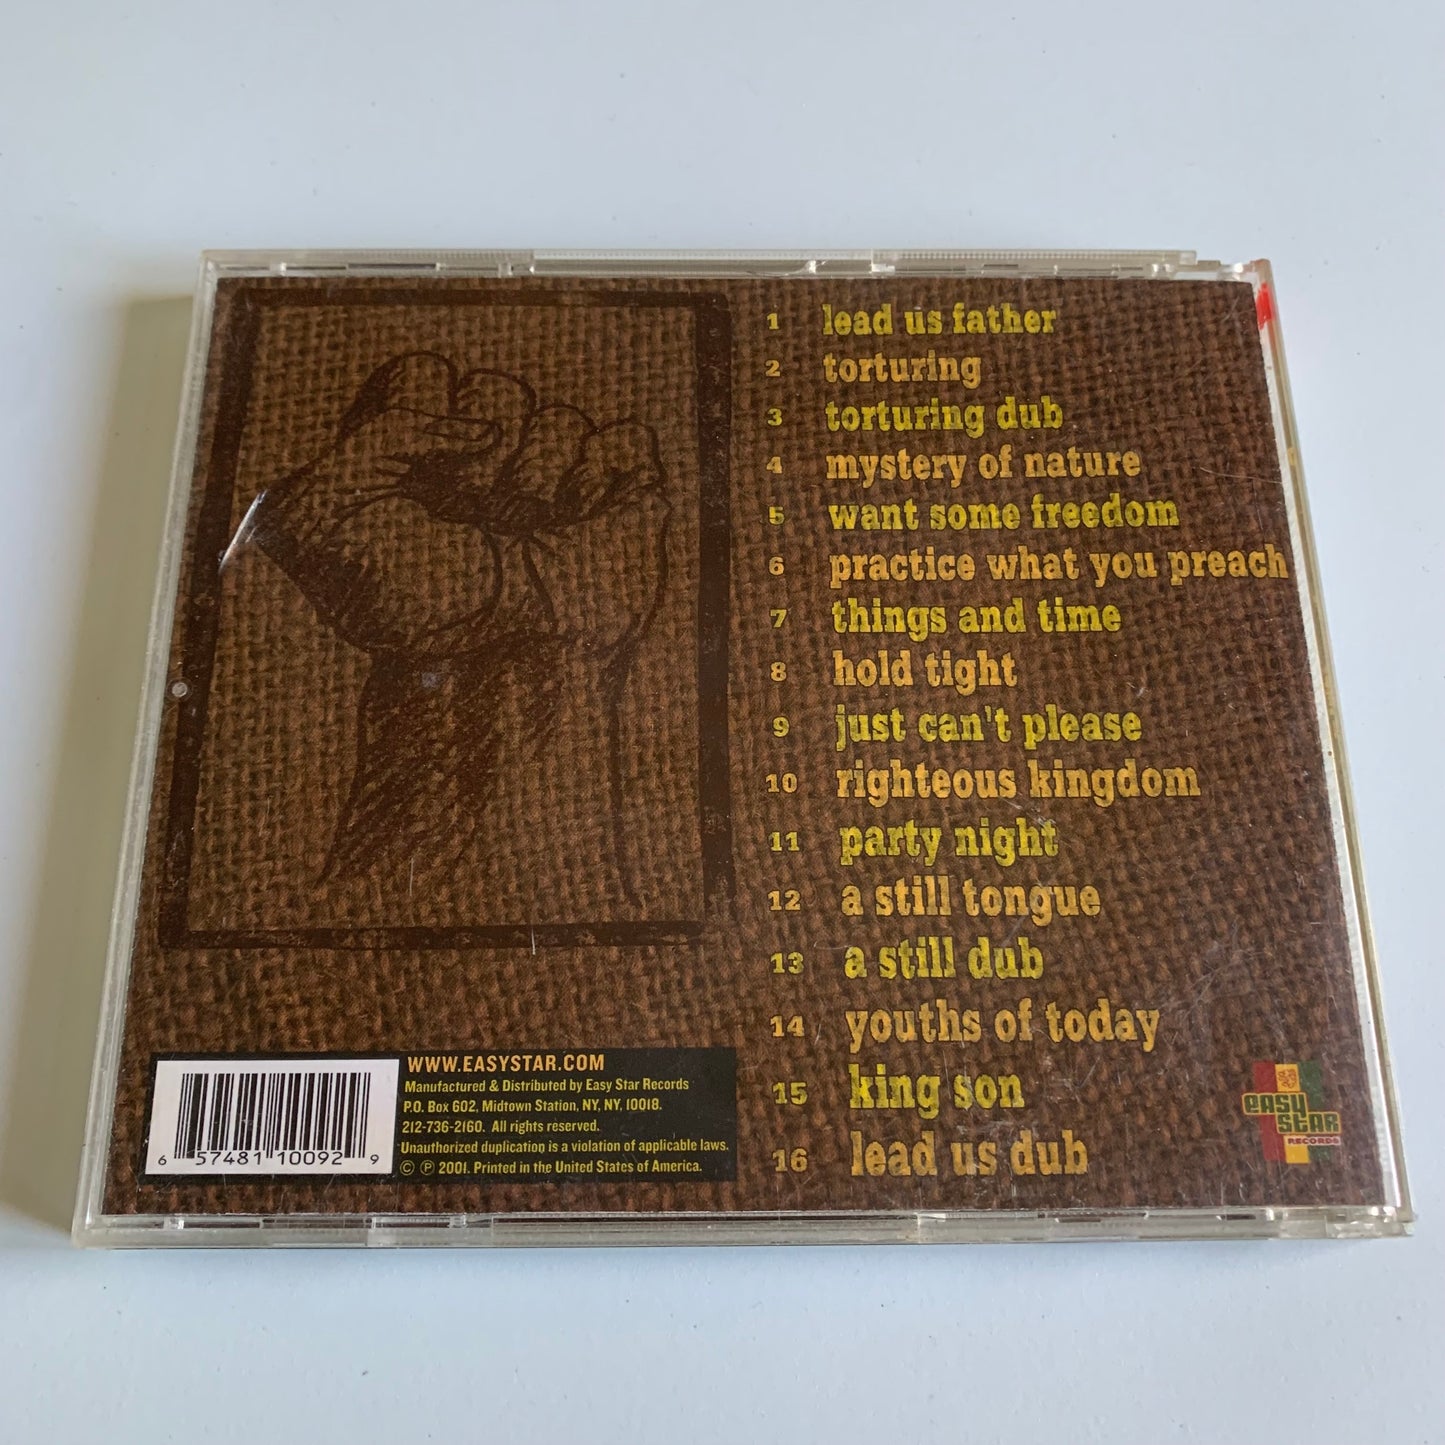 1 lead us father
2 torturing
3 torturing dub
4 mystery of nature
5 want some freedom
6 practice what you preach
7 things and time
8 hold tight
9 just can't please
10 righteous kingdom
11 party night
12 a still tongue
13 a still dub
14 youths of today
15 king son
16 lead us dub
WWW.EASYSTAR.COM
Manufactured & Distributed by Easy Star Records
P.O. Box 602, Midtown Station, NY, NY, 10018.
212-736-2160. All rights reserved.
Unauthorized duplication is a violation of applicable laws.
© ℗ 2001. Printed in the United States of America.
6 57481 10092 9
EASY
STAR
RECORDS